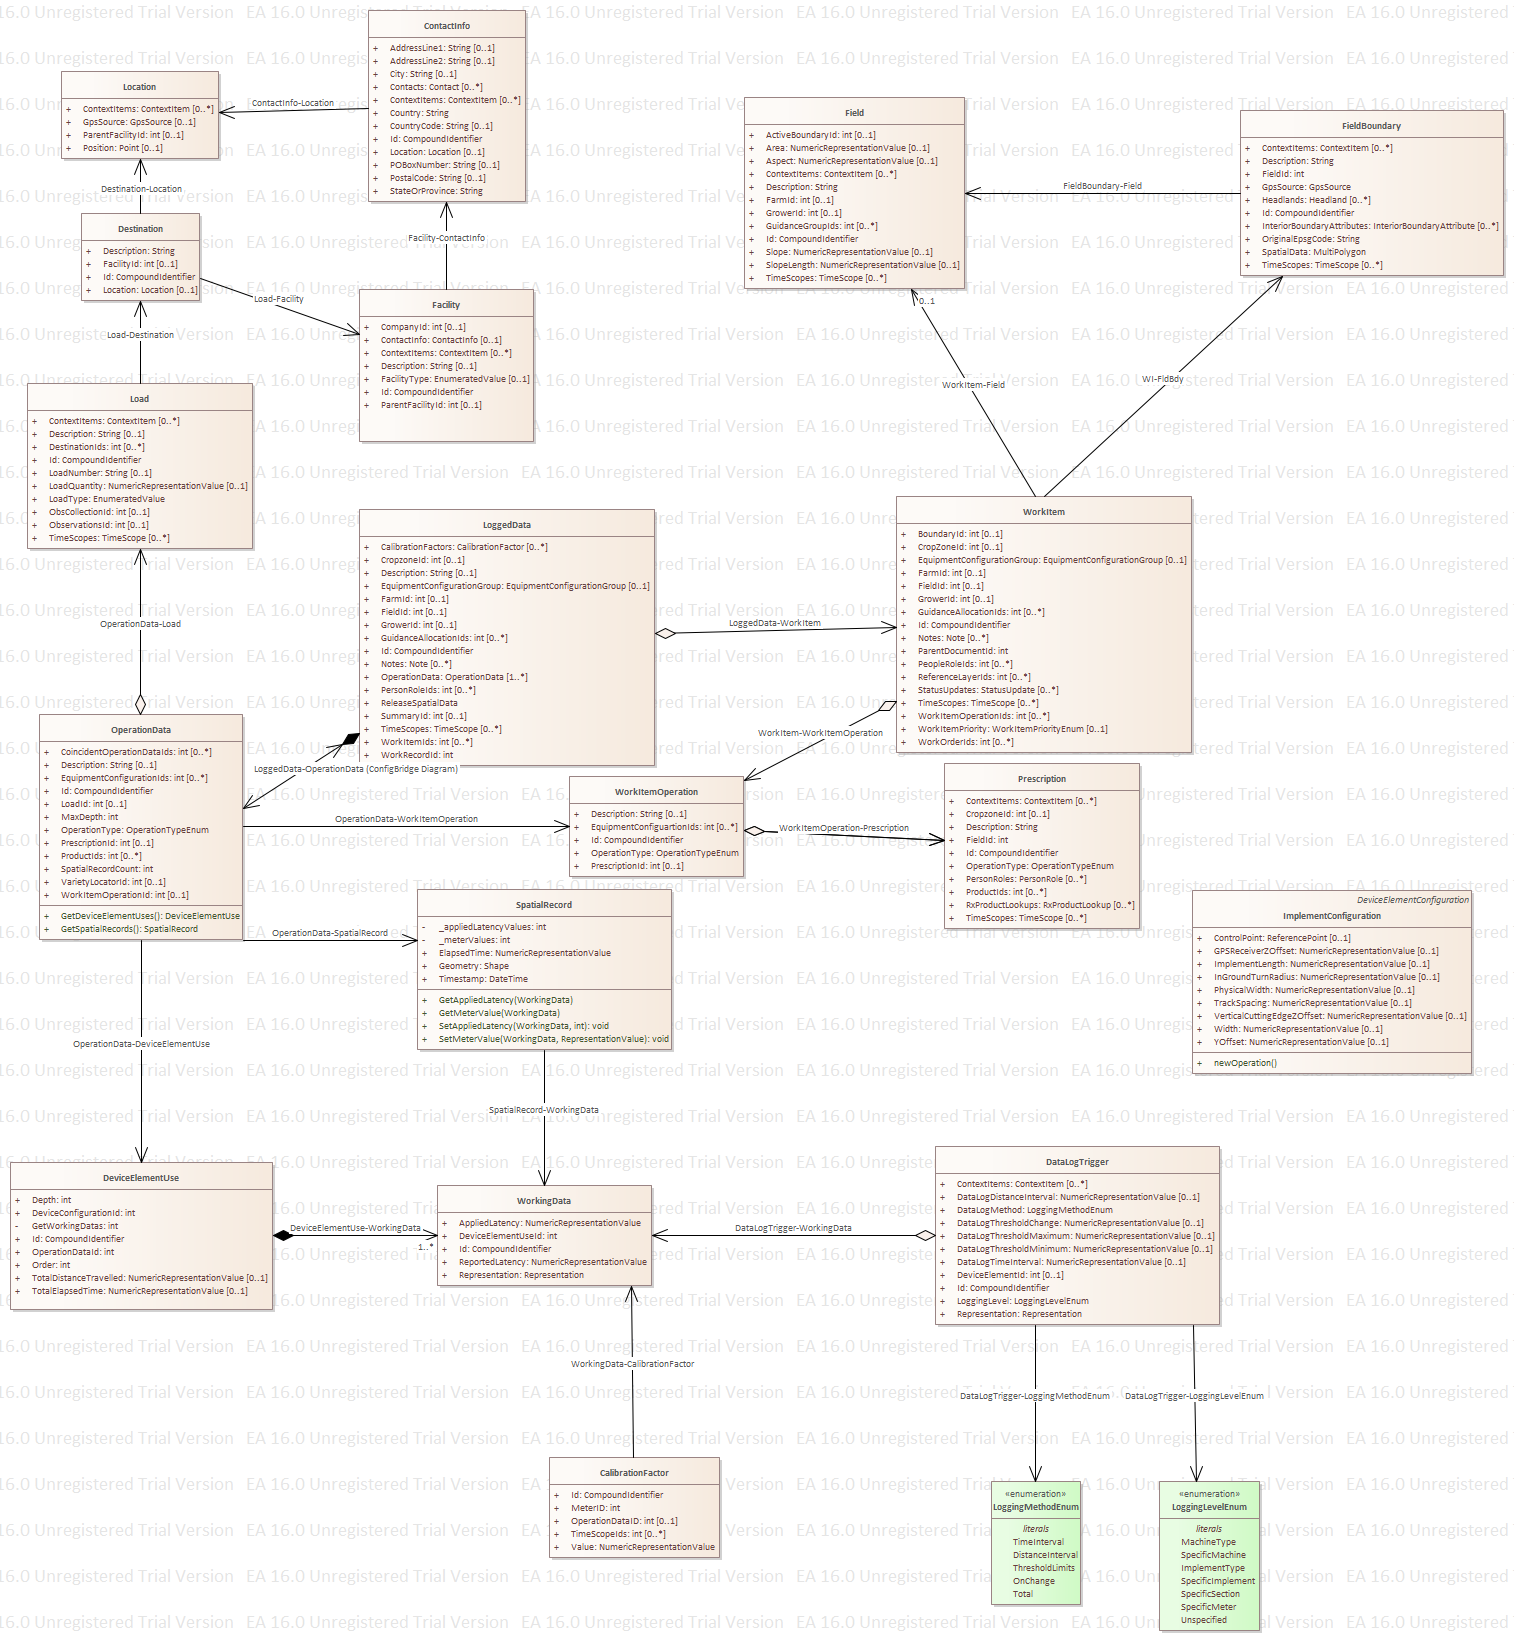 ContactInfo
+ AddressLine1: String [0..1]
+ AddressLine2: String [0..1]
+ City: String [0..1]
+ Contacts: Contact [0..*]
+ ContextItems: ContextItem [0..*]
+ Country: String
+ CountryCode: String [0..1]
+ Id: CompoundIdentifier
+ Location: Location [0..1]
+ POBoxNumber: String [0..1]
+ PostalCode: String [0..1]
+ StateOrProvince: String
Location
+ ContextItems: ContextItem [0..*]
+ GpsSource: GpsSource [0..1]
+ ParentFacilityId: int [0..1]
+ Position: Point [0..1]
ContactInfo-Location
Destination-Location
Destination
+ Description: String
+ FacilityId: int [0..1]
+ Id: CompoundIdentifier
+ Location: Location [0..1]
Facility-ContactInfo
Load-Facility
Load-Destination
Facility
+ CompanyId: int [0..1]
+ ContactInfo: ContactInfo [0..1]
+ ContextItems: ContextItem [0..*]
+ Description: String [0..1]
+ FacilityType: EnumeratedValue [0..1]
+ Id: CompoundIdentifier
+ ParentFacilityId: int [0..1]
Field
+ ActiveBoundaryId: int [0..1]
+ Area: NumericRepresentationValue [0..1]
+ Aspect: NumericRepresentationValue [0..1]
+ ContextItems: ContextItem [0..*]
+ Description: String
+ FarmId: int [0..1]
+ GrowerId: int [0..1]
+ GuidanceGroupIds: int [0..*]
+ Id: CompoundIdentifier
+ Slope: NumericRepresentationValue [0..1]
+ SlopeLength: NumericRepresentationValue [0..1]
+ TimeScopes: TimeScope [0..*]
FieldBoundary-Field
FieldBoundary
+ ContextItems: ContextItem [0..*]
+ Description: String
+ FieldId: int
+ GpsSource: GpsSource
+ Headlands: Headland [0..*]
+ Id: CompoundIdentifier
+ InteriorBoundaryAttributes: InteriorBoundaryAttribute [0..*]
+ OriginalEpsgCode: String
+ SpatialData: MultiPolygon
+ TimeScopes: TimeScope [0..*]
0..1
WorkItem-Field
WI-FldBdy
Load
+ ContextItems: ContextItem [0..*]
+ Description: String [0..1]
+ DestinationIds: int [0..*]
+ Id: CompoundIdentifier
+ LoadNumber: String [0..1]
+ LoadQuantity: NumericRepresentationValue [0..1]
+ LoadType: EnumeratedValue
+ ObsCollectionId: int [0..1]
+ ObservationsId: int [0..1]
+ TimeScopes: TimeScope [0..*]
OperationData-Load
LoggedData
+ CalibrationFactors: CalibrationFactor [0..*]
+ CropzoneId: int [0..1]
+ Description: String [0..1]
+ EquipmentConfigurationGroup: EquipmentConfigurationGroup [0..1]
+ FarmId: int [0..1]
+ FieldId: int [0..1]
+ GrowerId: int [0..1]
+ GuidanceAllocationIds: int [0..*]
+ Id: CompoundIdentifier
+ Notes: Note [0..*]
+ OperationData: OperationData [1..*]
+ PersonRoleIds: int [0..*]
+ ReleaseSpatialData
+ SummaryId: int [0..1]
+ TimeScopes: TimeScope [0..*]
+ WorkItemIds: int [0..*]
+ WorkRecordId: int
LoggedData-WorkItem
LoggedData-OperationData (ConfigBridge Diagram)
WorkItem
+ BoundaryId: int [0..1]
+ CropZoneId: int [0..1]
+ EquipmentConfigurationGroup: EquipmentConfigurationGroup [0..1]
+ FarmId: int [0..1]
+ FieldId: int [0..1]
+ GrowerId: int [0..1]
+ GuidanceAllocationIds: int [0..*]
+ Id: CompoundIdentifier
+ Notes: Note [0..*]
+ ParentDocumentId: int
+ PeopleRoleIds: int [0..*]
+ ReferenceLayerIds: int [0..*]
+ StatusUpdates: StatusUpdate [0..*]
+ TimeScopes: TimeScope [0..*]
+ WorkItemOperationIds: int [0..*]
+ WorkItemPriority: WorkItemPriorityEnum [0..1]
+ WorkOrderIds: int [0..*]
WorkItem-WorkItemOperation
OperationData
+ CoincidentOperationDataIds: int [0..*]
+ Description: String [0..1]
+ EquipmentConfigurationIds: int [0..*]
+ Id: CompoundIdentifier
+ LoadId: int [0..1]
+ MaxDepth: int
+ OperationType: OperationTypeEnum
+ PrescriptionId: int [0..1]
+ ProductIds: int [0..*]
+ SpatialRecordCount: int
+ VarietyLocatorId: int [0..1]
+ WorkItemOperationId: int [0..1]
+ GetDeviceElementUses(): DeviceElementUse
+ GetSpatialRecords(): SpatialRecord
OperationData-WorkItemOperation
WorkItemOperation
+ Description: String [0..1]
+ EquipmentConfiguartionIds: int [0..*]
+ Id: CompoundIdentifier
+ OperationType: OperationTypeEnum
+ PrescriptionId: int [0..1]
WorkItemOperation-Prescription
Prescription
+ ContextItems: ContextItem [0..*]
+ CropzoneId: int [0..1]
+ Description: String
+ FieldId: int
+ Id: CompoundIdentifier
+ OperationType: OperationTypeEnum
+ PersonRoles: PersonRole [0..*]
+ ProductIds: int [0..*]
+ RxProductLookups: RxProductLookup [0..*]
+ TimeScopes: TimeScope [0..*]
OperationData-SpatialRecord
SpatialRecord
- _appliedLatencyValues: int
- _meterValues: int
+ ElapsedTime: NumericRepresentationValue
+ Geometry: Shape
+ Timestamp: DateTime
+ GetAppliedLatency(WorkingData)
+ GetMeterValue(WorkingData)
+ SetAppliedLatency(WorkingData, int): void
+ SetMeterValue(WorkingData, RepresentationValue): void
DeviceElementConfiguration
ImplementConfiguration
+ ControlPoint: ReferencePoint [0..1]
+ GPSReceiverZOffset: NumericRepresentationValue [0..1]
+ ImplementLength: NumericRepresentationValue [0..1]
+ InGroundTurnRadius: NumericRepresentationValue [0..1]
+ PhysicalWidth: NumericRepresentationValue [0..1]
+ TrackSpacing: NumericRepresentationValue [0..1]
+ VerticalCuttingEdgeZOffset: NumericRepresentationValue [0..1]
+ Width: NumericRepresentationValue [0..1]
+ YOffset: NumericRepresentationValue [0..1]
+ newOperation()
OperationData-DeviceElementUse
SpatialRecord-WorkingData
DeviceElementUse
+ Depth: int
+ DeviceConfigurationId: int
- GetWorkingDatas: int
+ Id: CompoundIdentifier
+ OperationDataId: int
+ Order: int
+ TotalDistanceTravelled: NumericRepresentationValue [0..1]
+ TotalElapsedTime: NumericRepresentationValue [0..1]
DeviceElementUse-WorkingData
1..*
WorkingData
+ AppliedLatency: NumericRepresentationValue
+ DeviceElementUseId: int
+ Id: CompoundIdentifier
+ ReportedLatency: NumericRepresentationValue
+ Representation: Representation
DataLogTrigger-WorkingData
DataLogTrigger
+ ContextItems: ContextItem [0..*]
+ DataLogDistanceInterval: NumericRepresentationValue [0..1]
+ DataLogMethod: LoggingMethodEnum
+ DataLogThresholdChange: NumericRepresentationValue [0..1]
+ DataLogThresholdMaximum: NumericRepresentationValue [0..1]
+ DataLogThresholdMinimum: NumericRepresentationValue [0..1]
+ DataLogTimeInterval: NumericRepresentationValue [0..1]
+ DeviceElementId: int [0..1]
+ Id: CompoundIdentifier
+ LoggingLevel: LoggingLevelEnum
+ Representation: Representation
WorkingData-CalibrationFactor
DataLogTrigger-LoggingMethodEnum
DataLogTrigger-LoggingLevelEnum
CalibrationFactor
+ Id: CompoundIdentifier
+ MeterID: int
+ OperationDataID: int [0..1]
+ TimeScopeIds: int [0..*]
+ Value: NumericRepresentationValue
«enumeration»
LoggingMethodEnum
literals
TimeInterval
DistanceInterval
ThresholdLimits
OnChange
Total
«enumeration»
LoggingLevelEnum
literals
MachineType
SpecificMachine
ImplementType
SpecificImplement
SpecificSection
SpecificMeter
Unspecified
EA 16.0 Unregistered Trial Version